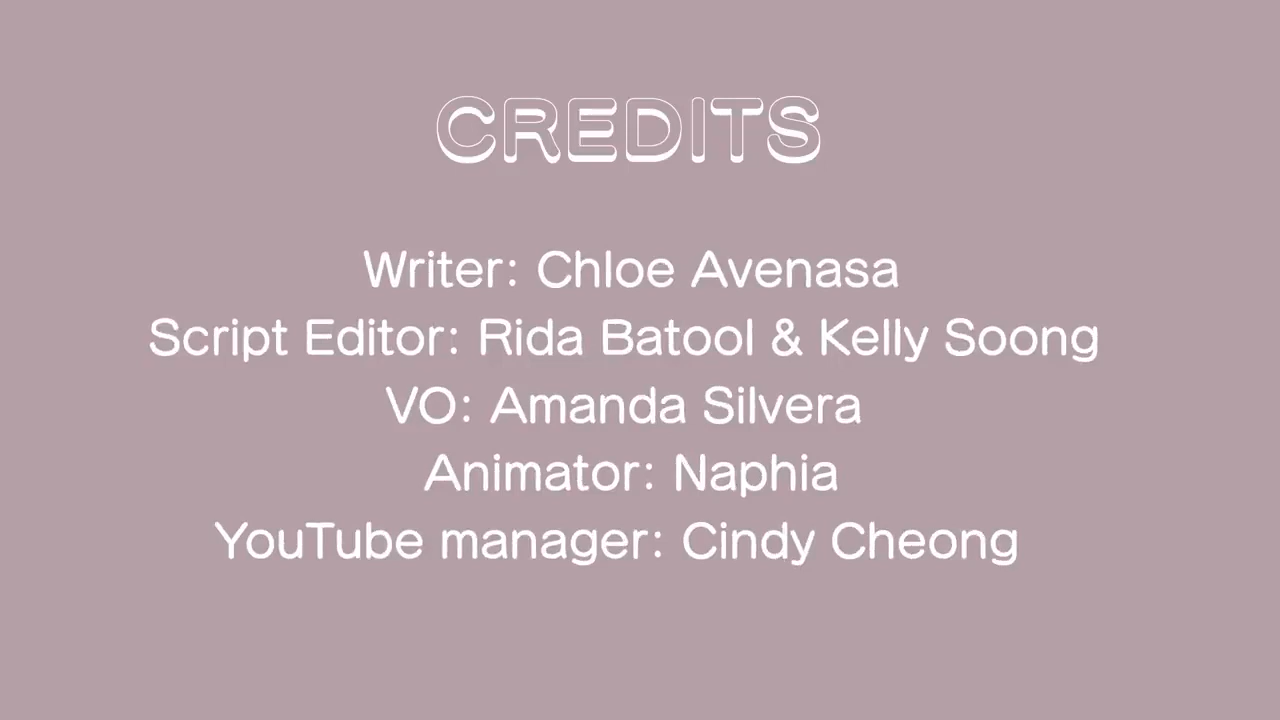 CREDITS
Writer: Chloe Avenasa
Script Editor: Rida Batool & Kelly Soong
VO: Amanda Silvera
Animator: Naphia
YouTube manager: Cindy Cheong